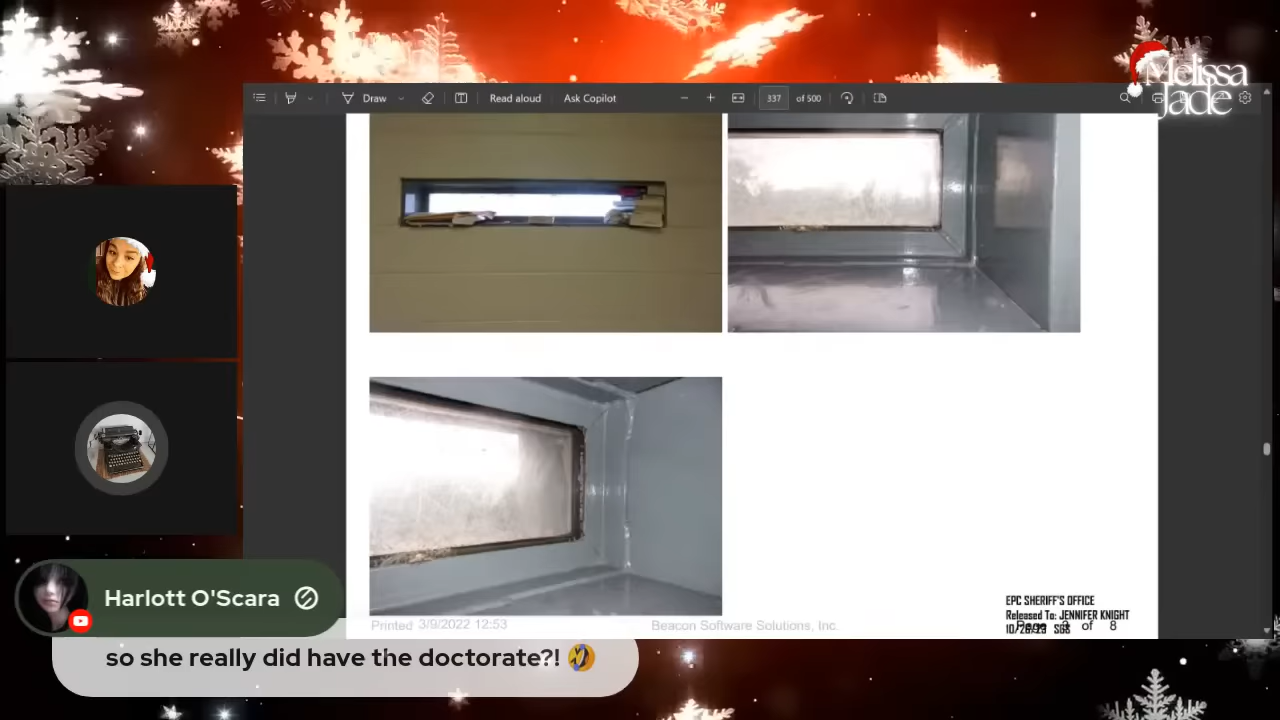 Melissa
Jade
Draw
Read aloud
Ask Copilot
337
of 500
EPC SHERIFF'S OFFICE
Released To: JENNIFER KNIGHT
Printed 3/9/2022 12:53
Beacon Software Solutions, Inc.
of 8
Harlott O'Scara
so she really did have the doctorate?! 🤣